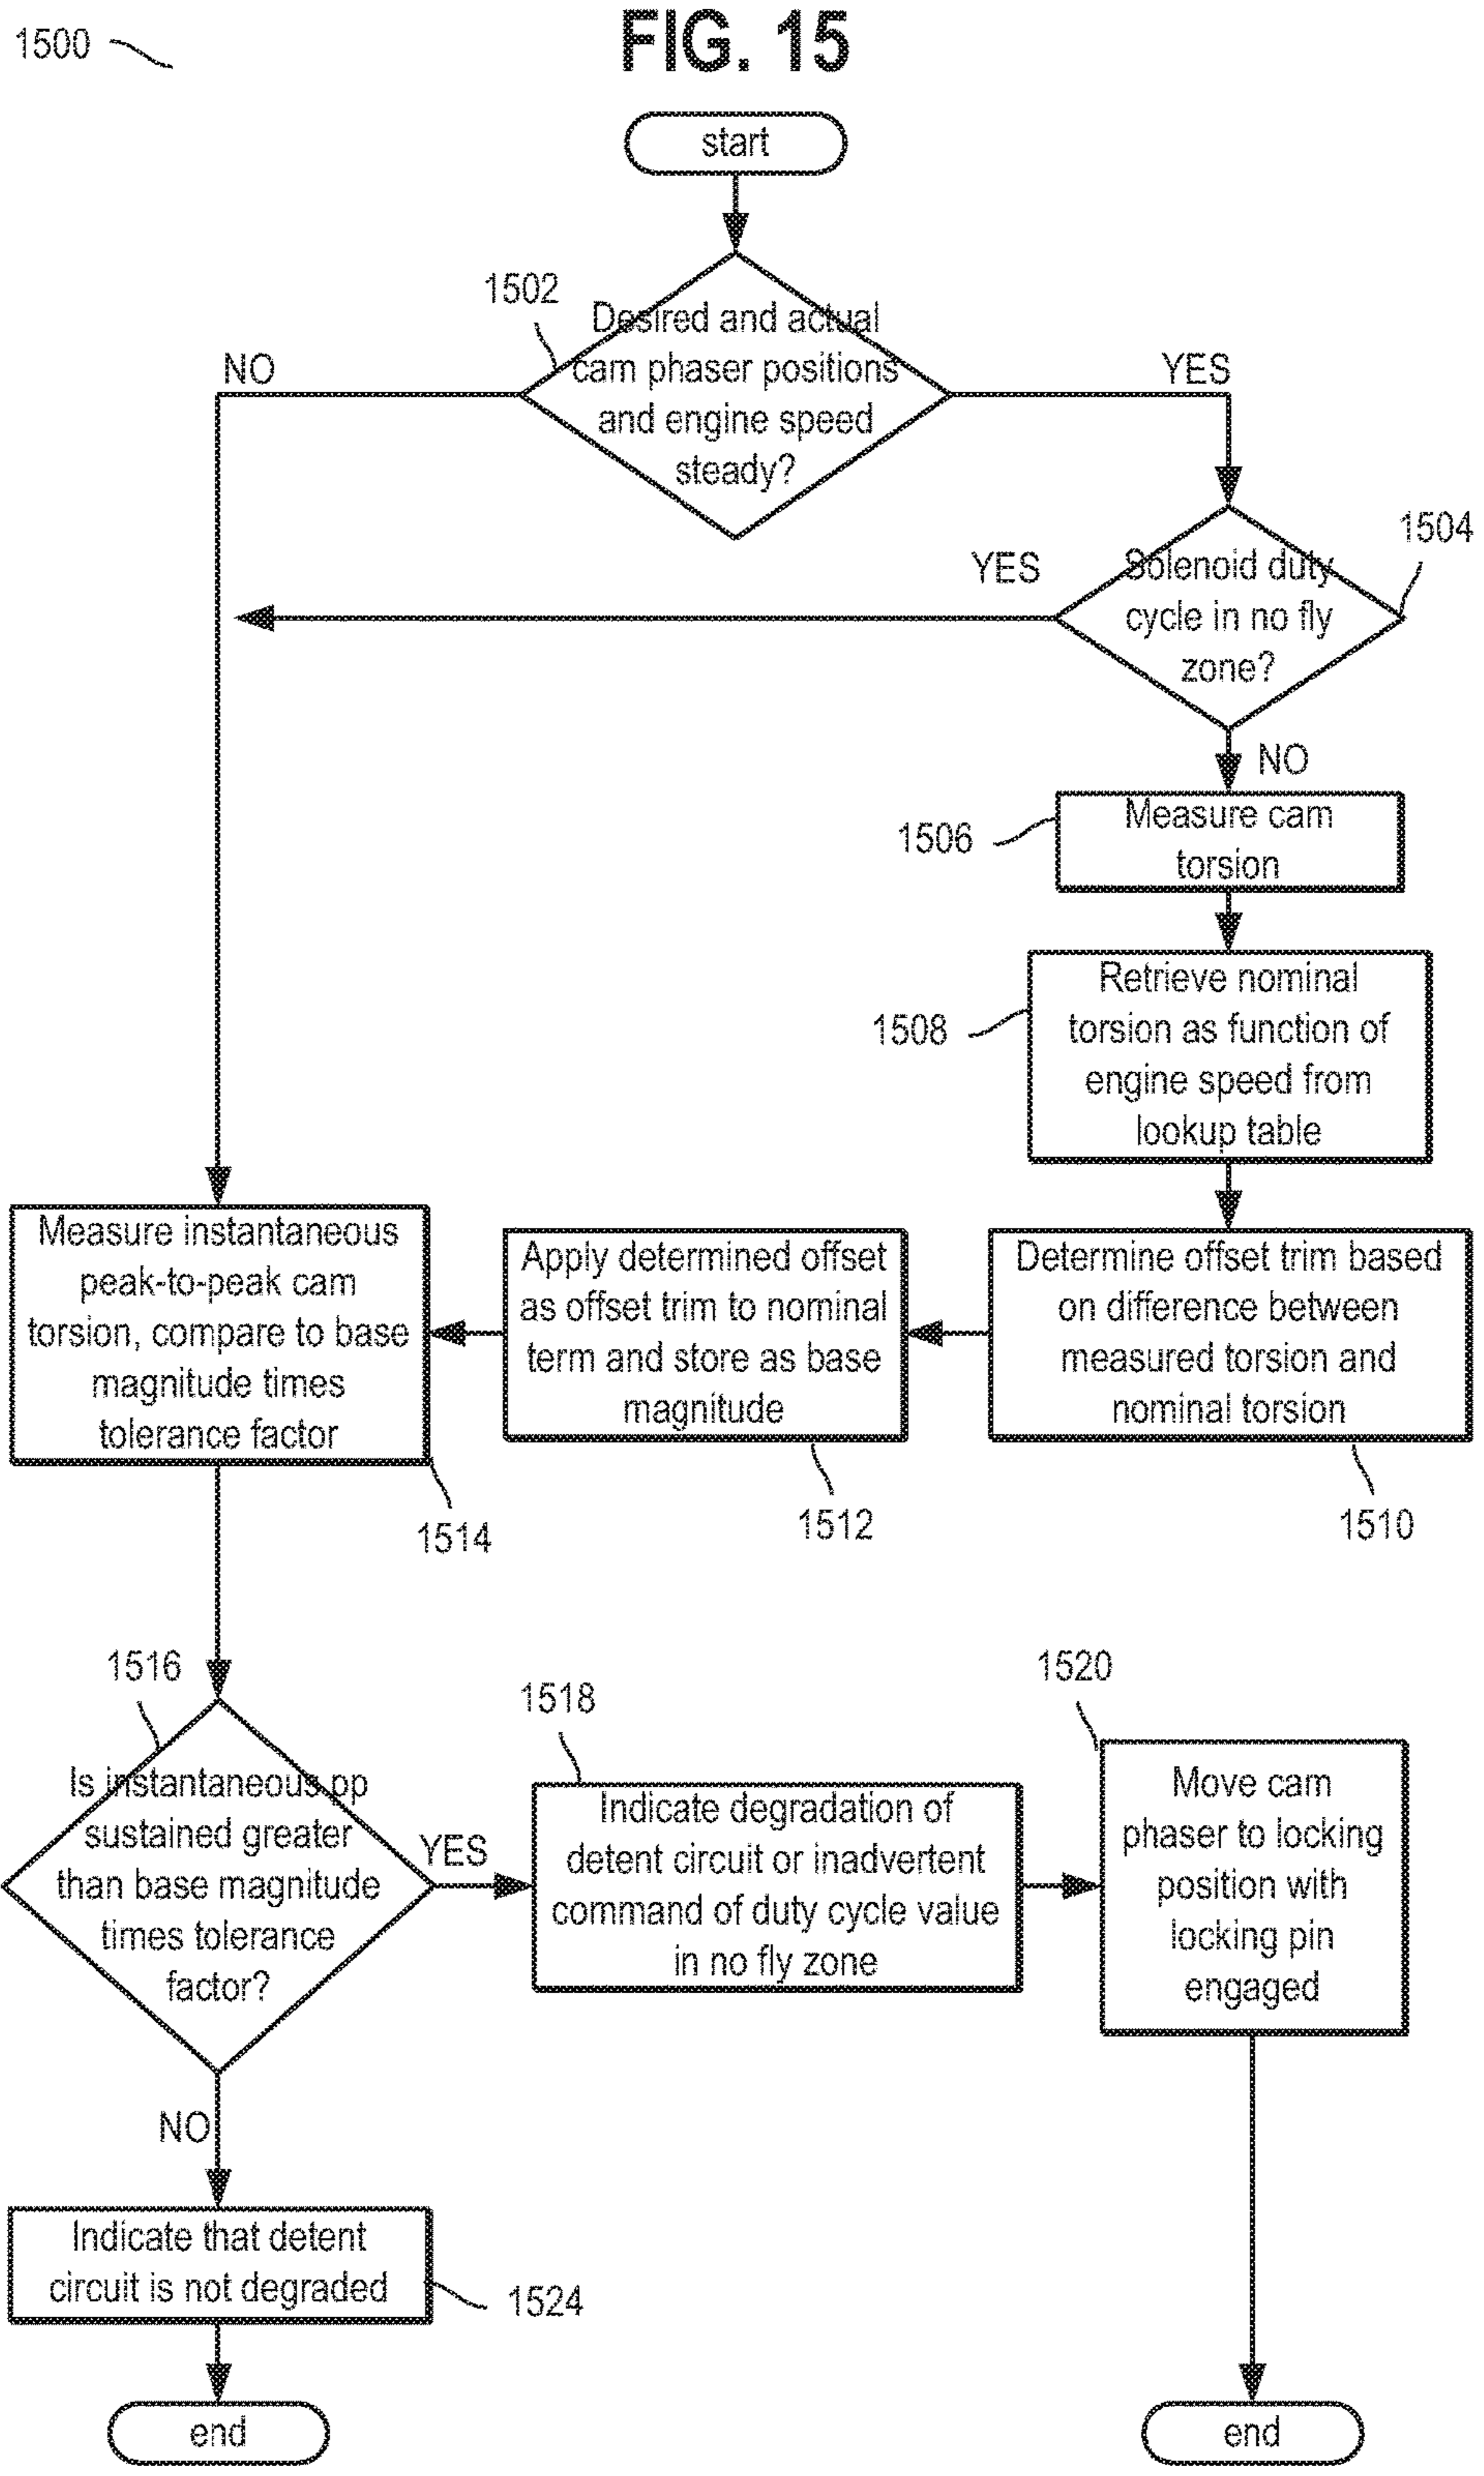 FIG. 15
1500
start
1502
Desired and actual
cam phaser positions
and engine speed
steady?
NO
YES
1504
Solenoid duty
cycle in no fly
zone?
YES
NO
1506
Measure cam
torsion
1508
Retrieve nominal
torsion as function of
engine speed from
lookup table
Determine offset trim based
on difference between
measured torsion and
nominal torsion
1510
Apply determined offset
as offset trim to nominal
term and store as base
magnitude
1512
Measure instantaneous
peak-to-peak cam
torsion, compare to base
magnitude times
tolerance factor
1514
1516
Is instantaneous pp
sustained greater
than base magnitude
times tolerance
factor?
YES
1518
Indicate degradation of
detent circuit or inadvertent
command of duty cycle value
in no fly zone
1520
Move cam
phaser to locking
position with
locking pin
engaged
NO
Indicate that detent
circuit is not degraded
1524
end
end